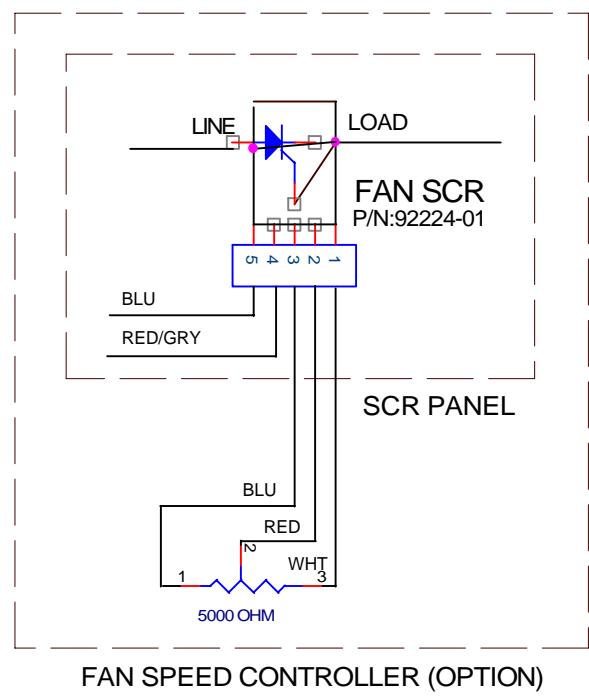 LINE
LOAD
FAN SCR
P/N:92224-01
5 4 3 2 1
BLU
RED/GRY
SCR PANEL
BLU
RED
2
WHT
1
3
5000 OHM
FAN SPEED CONTROLLER (OPTION)